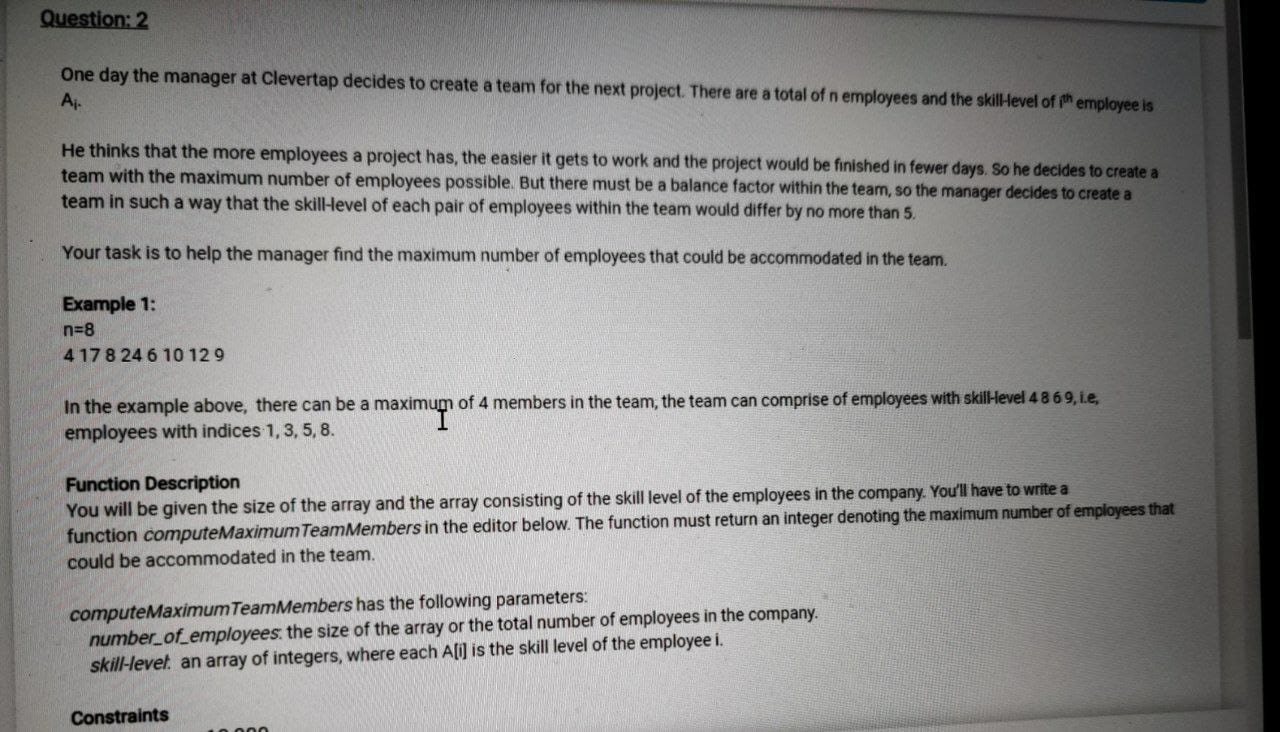 Question: 2
One day the manager at Clevertap decides to create a team for the next project. There are a total of n employees and the skill-level of ith employee is
Ai.
He thinks that the more employees a project has, the easier it gets to work and the project would be finished in fewer days. So he decides to create a
team with the maximum number of employees possible. But there must be a balance factor within the team, so the manager decides to create a
team in such a way that the skill-level of each pair of employees within the team would differ by no more than 5.
Your task is to help the manager find the maximum number of employees that could be accommodated in the team.
Example 1:
n=8
4 17 8 24 6 10 12 9
In the example above, there can be a maximum of 4 members in the team, the team can comprise of employees with skill-level 4 8 6 9, i.e,
employees with indices 1, 3, 5, 8.
Function Description
You will be given the size of the array and the array consisting of the skill level of the employees in the company. You'll have to write a
function computeMaximumTeamMembers in the editor below. The function must return an integer denoting the maximum number of employees that
could be accommodated in the team.
computeMaximumTeamMembers has the following parameters:
number_of_employees: the size of the array or the total number of employees in the company.
skill-level: an array of integers, where each A[i] is the skill level of the employee i.
Constraints